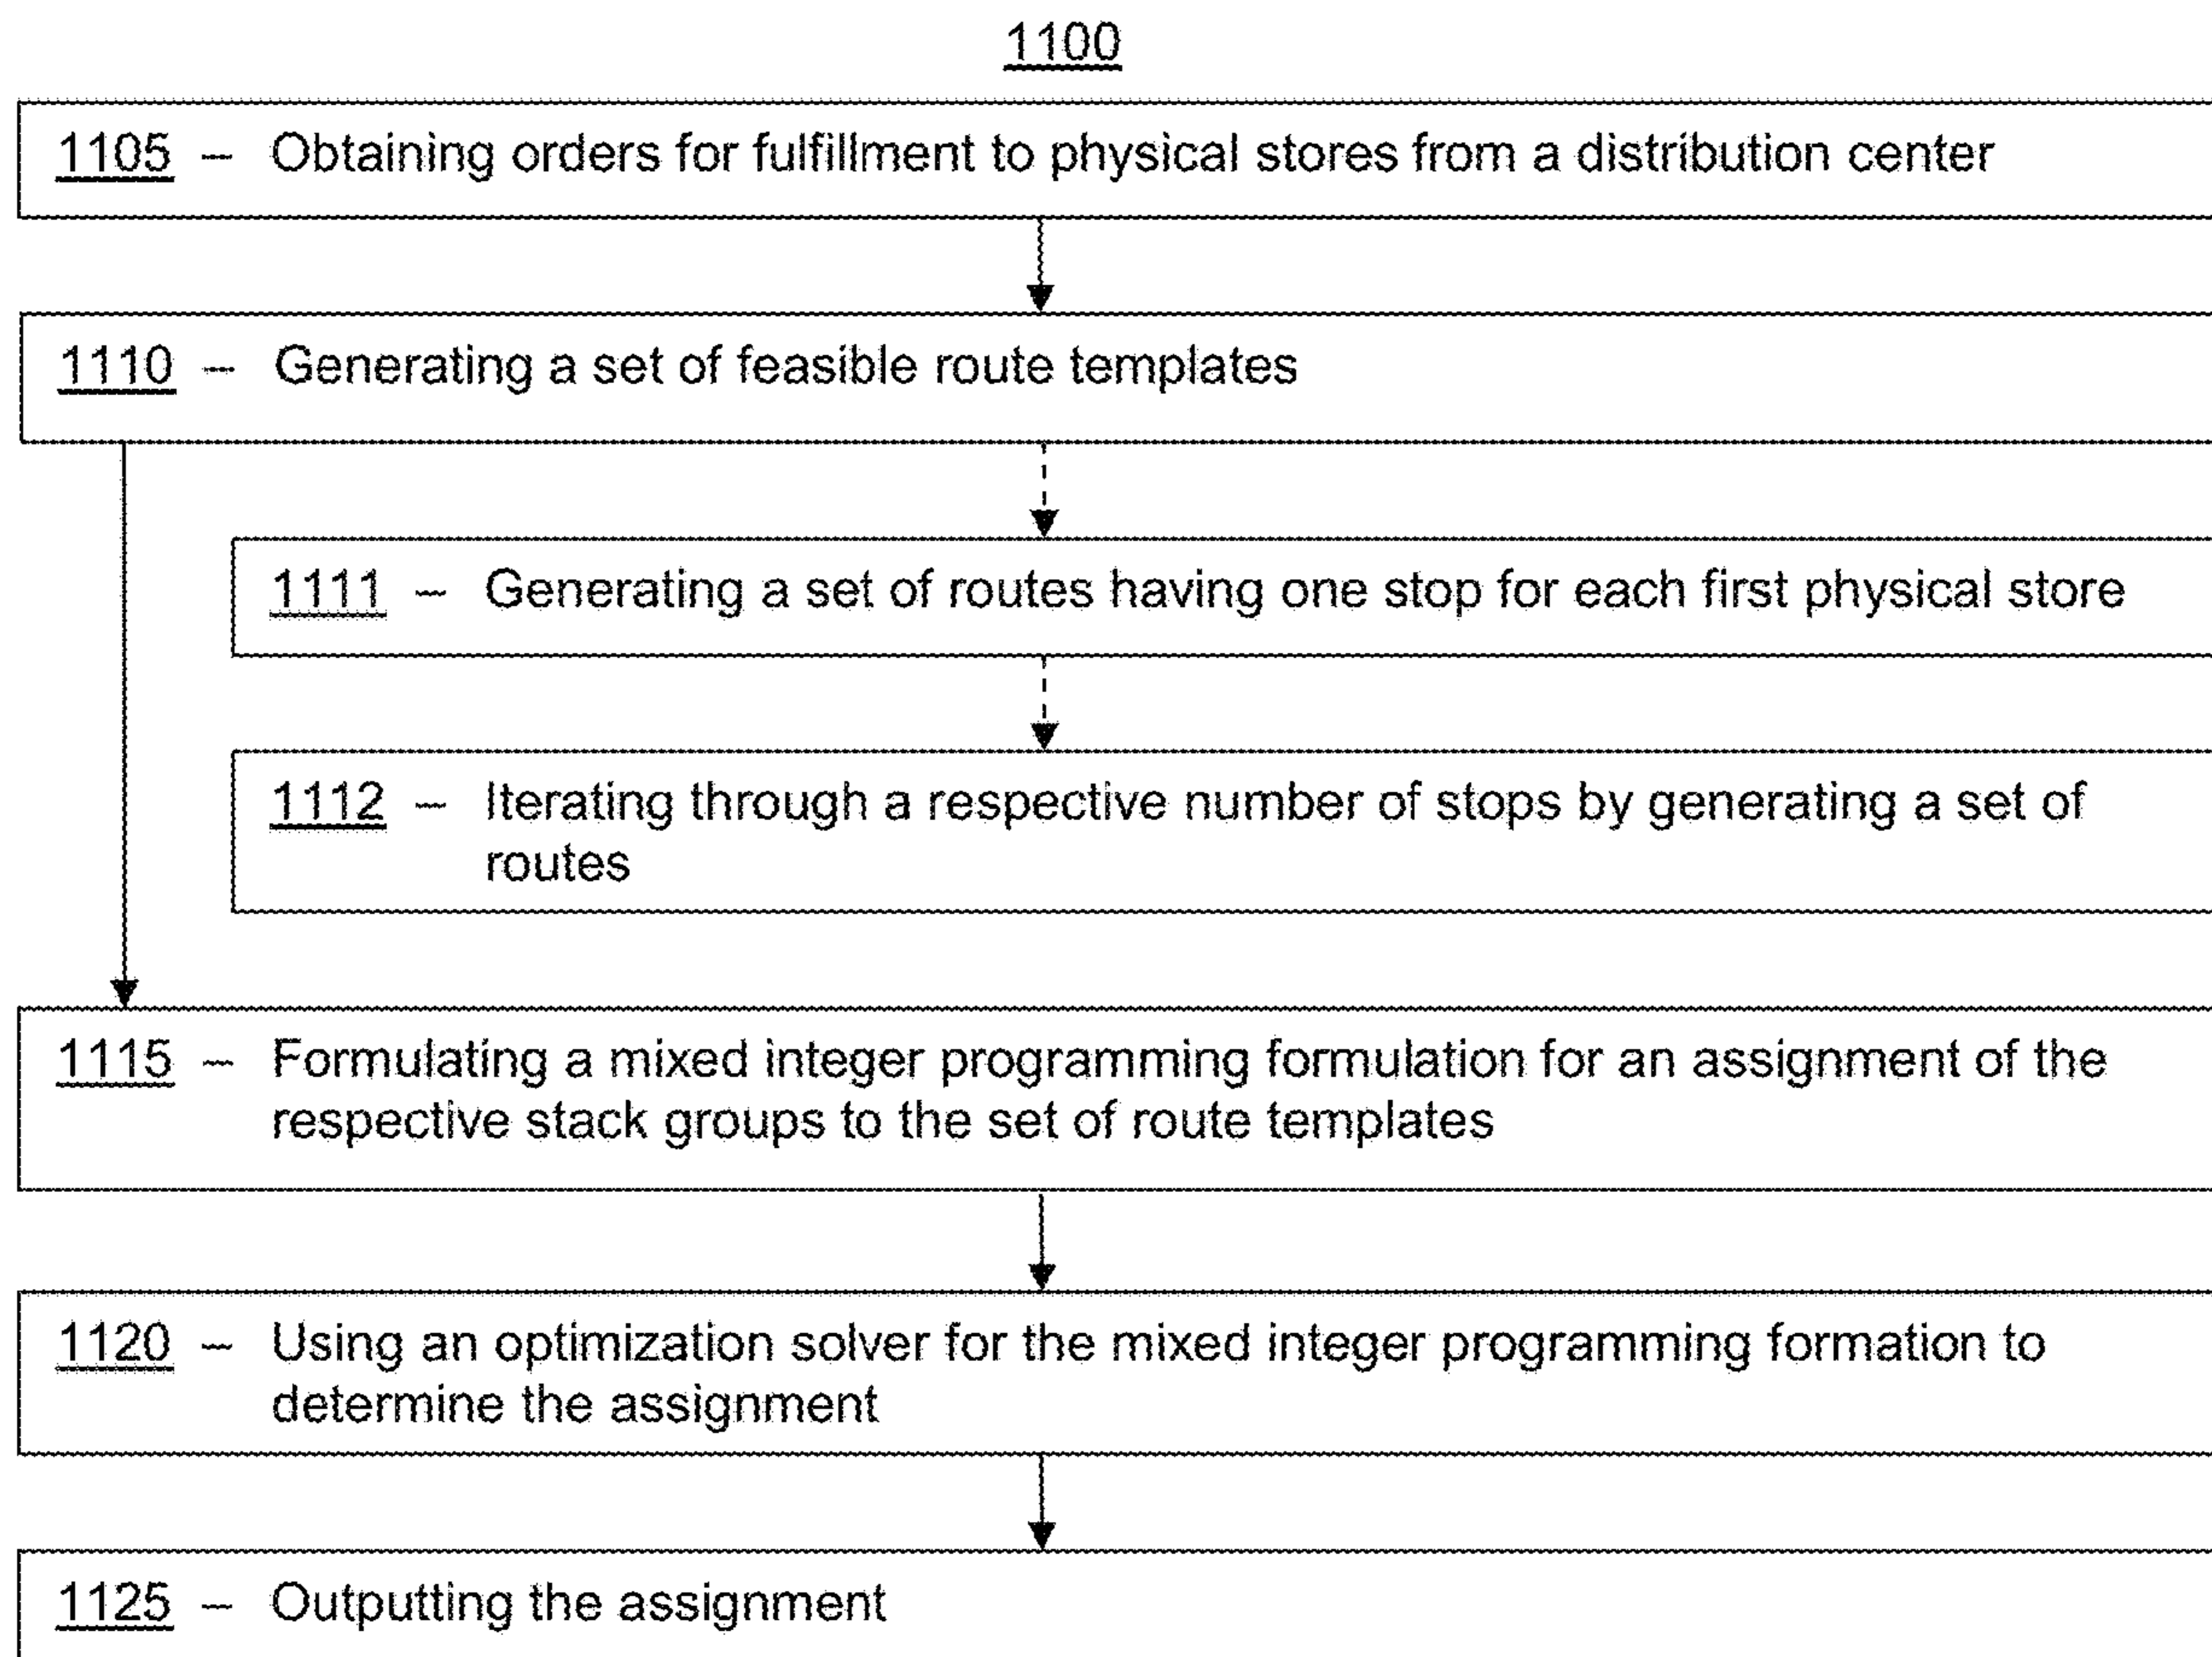 1100
1105 – Obtaining orders for fulfillment to physical stores from a distribution center
1110 – Generating a set of feasible route templates
1111 – Generating a set of routes having one stop for each first physical store
1112 – Iterating through a respective number of stops by generating a set of
routes
1115 – Formulating a mixed integer programming formulation for an assignment of the
respective stack groups to the set of route templates
1120 – Using an optimization solver for the mixed integer programming formation to
determine the assignment
1125 – Outputting the assignment